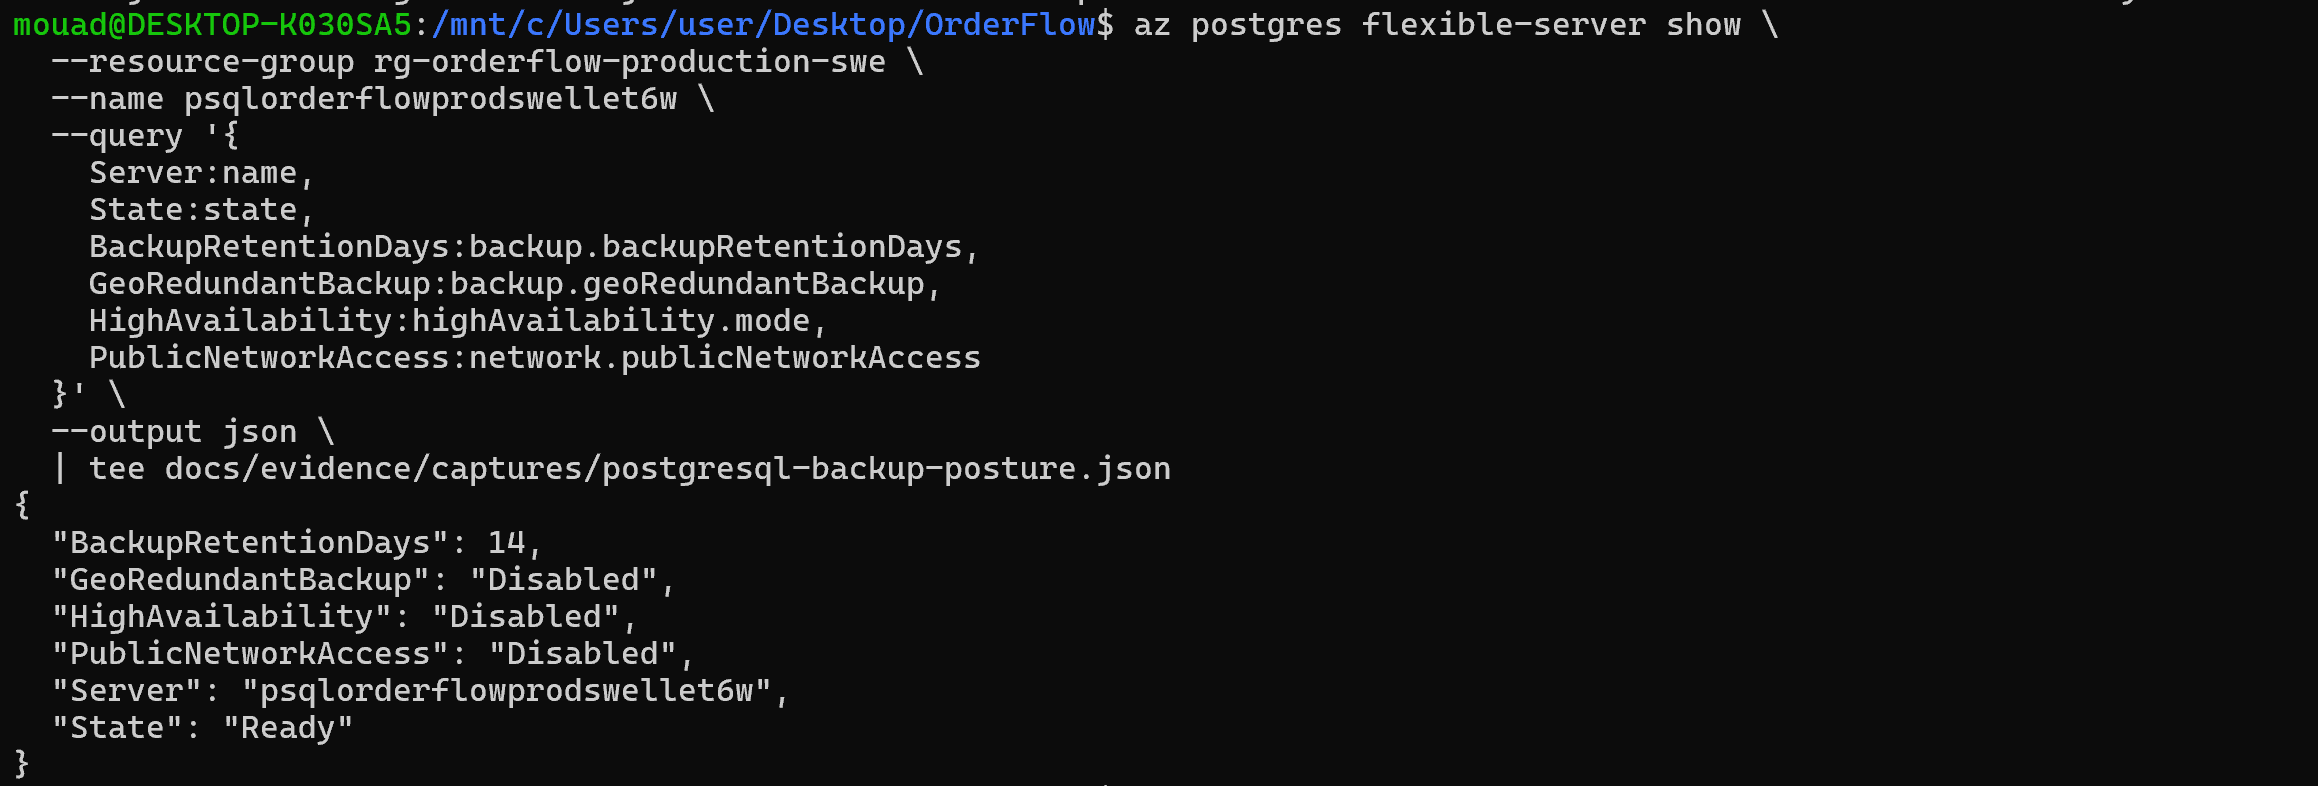 mouad@DESKTOP-K030SA5:/mnt/c/Users/user/Desktop/OrderFlow$ az postgres flexible-server show \
  --resource-group rg-orderflow-production-swe \
  --name psqlorderflowprodswellet6w \
  --query '{
    Server:name,
    State:state,
    BackupRetentionDays:backup.backupRetentionDays,
    GeoRedundantBackup:backup.geoRedundantBackup,
    HighAvailability:highAvailability.mode,
    PublicNetworkAccess:network.publicNetworkAccess
  }' \
  --output json \
  | tee docs/evidence/captures/postgresql-backup-posture.json
{
  "BackupRetentionDays": 14,
  "GeoRedundantBackup": "Disabled",
  "HighAvailability": "Disabled",
  "PublicNetworkAccess": "Disabled",
  "Server": "psqlorderflowprodswellet6w",
  "State": "Ready"
}